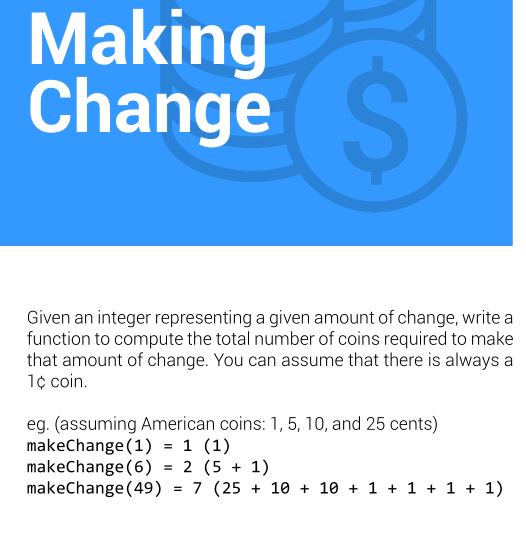 Making
Change
$
Given an integer representing a given amount of change, write a
function to compute the total number of coins required to make
that amount of change. You can assume that there is always a
1¢ coin.
eg. (assuming American coins: 1, 5, 10, and 25 cents)
makeChange(1) = 1 (1)
makeChange(6) = 2 (5 + 1)
makeChange(49) = 7 (25 + 10 + 10 + 1 + 1 + 1 + 1)